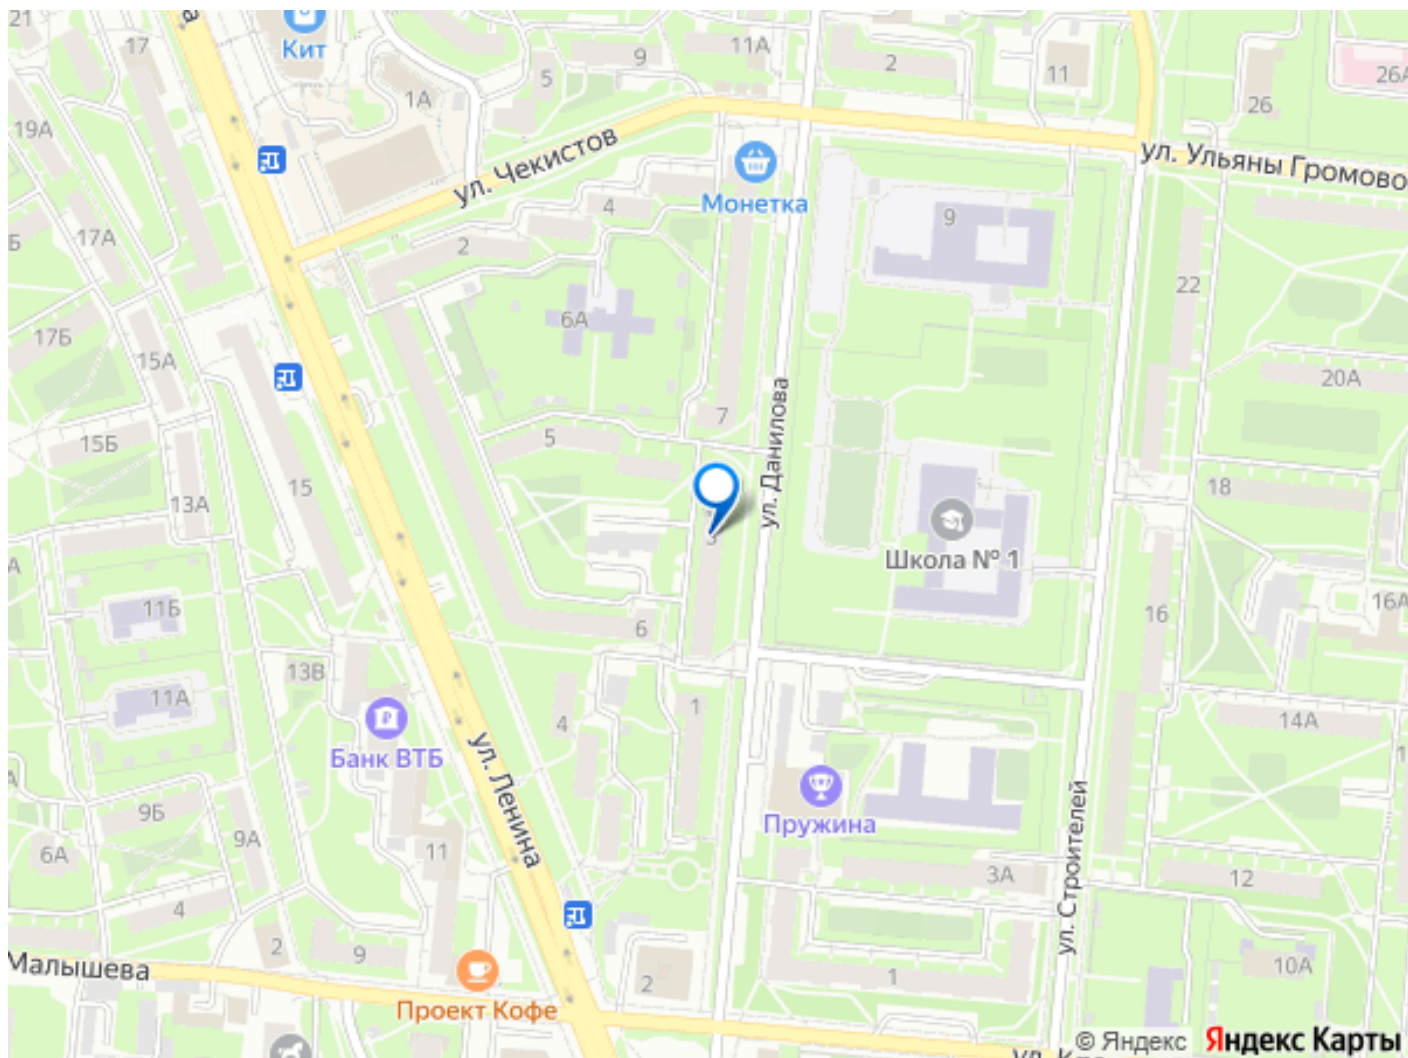 21
17
Кит
9
11А
2
11
26А
5
1А
26
19А
ул. Чекистов
ул. Ульяны Громово
Монетка
4
9
17А
2
Б
22
6А
17Б
15А
20А
7
5
ул. Данилова
15Б
15
13А
18
Школа № 1
А
11Б
16А
16
6
13В
11А
1
4
14А
Банк ВТБ
ул. Ленина
А
9Б
9А
6А
11
Пружина
ул. Строителей
3А
12
4
2
9
Малышева
2
1
10А
Проект Кофе
© Яндекс Яндекс Карты